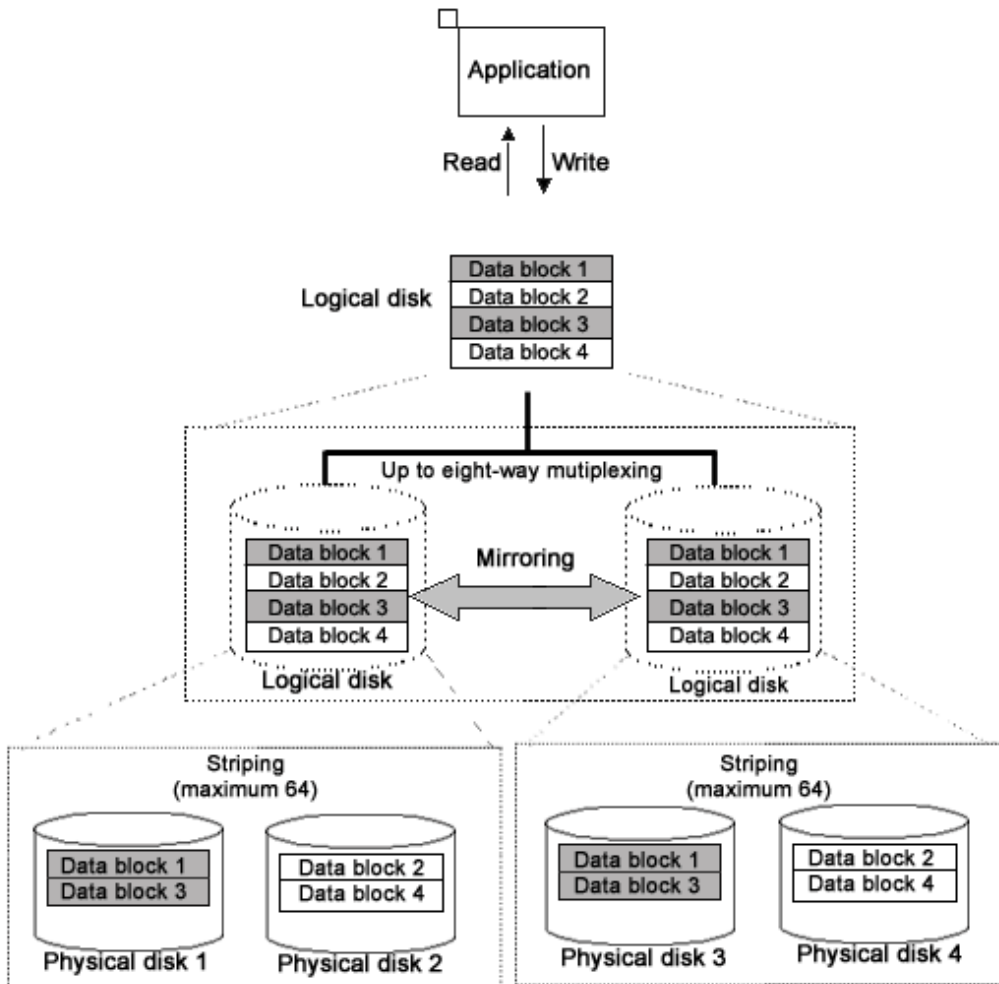 Application
Read
Write
Data block 1
Logical disk
Data block 2
Data block 3
Data block 4
Up to eight-way mutiplexing
Data block 1
Data block 2
Data block 3
Data block 4
Logical disk
Mirroring
Data block 1
Data block 2
Data block 3
Data block 4
Logical disk
Striping
(maximum 64)
Data block 1
Data block 3
Physical disk 1
Data block 2
Data block 4
Physical disk 2
Striping
(maximum 64)
Data block 1
Data block 3
Physical disk 3
Data block 2
Data block 4
Physical disk 4